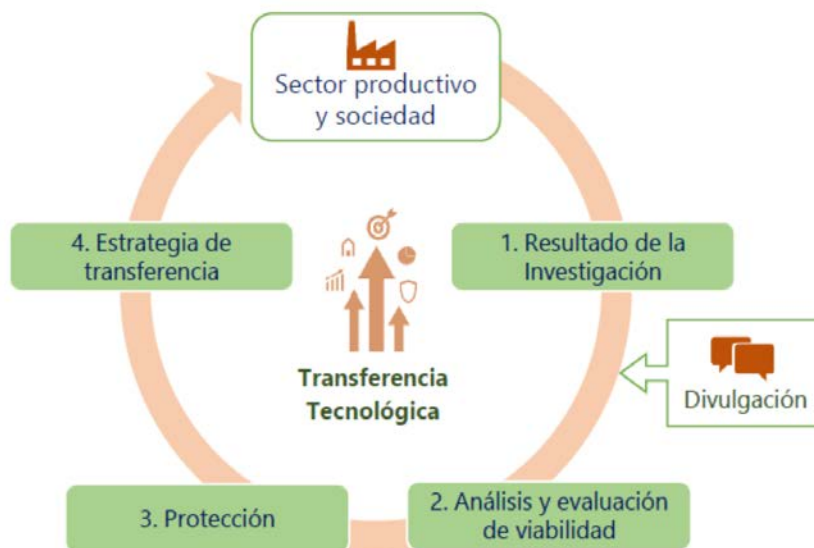 Sector productivo
y sociedad
1. Resultado de la
Investigación
Divulgación
2. Análisis y evaluación
de viabilidad
3. Protección
4. Estrategia de
transferencia
Transferencia
Tecnológica